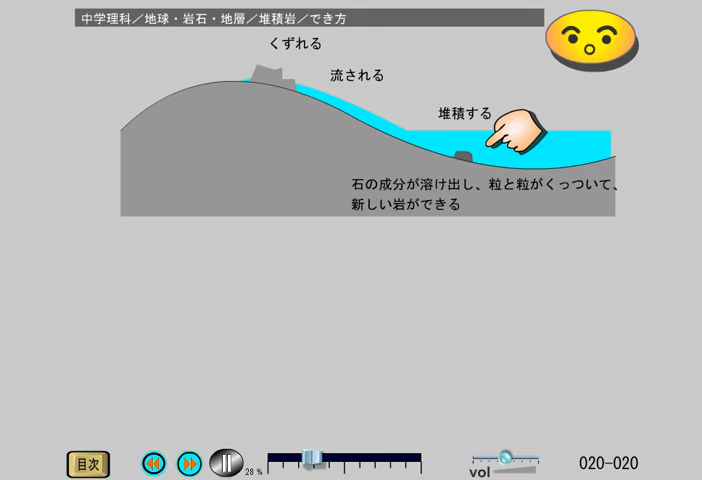 中学理科／地球・岩石・地層／堆積岩／でき方
くずれる
流される
堆積する
石の成分が溶け出し、粒と粒がくっついて、
新しい岩ができる
目次
28 %
vol
020-020